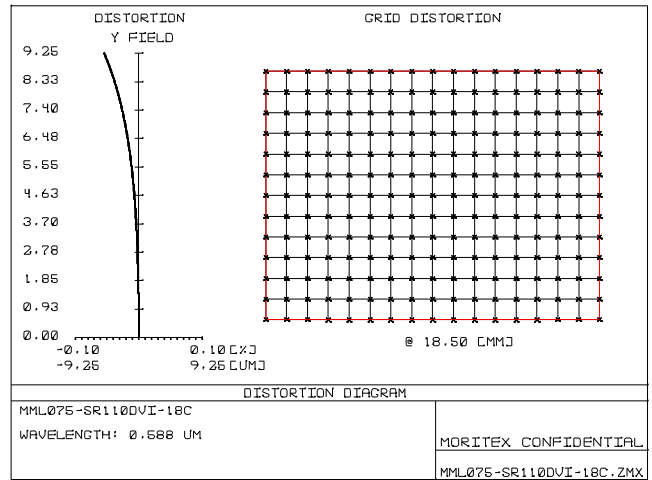 DISTORTION
Y FIELD
9.25
8.33
7.40
6.48
5.55
4.63
3.70
2.78
1.85
0.93
0.00
-0.10 0.10[%]
-9.25 9.25[UM]
GRID DISTORTION
@ 18.50 [MM]
DISTORTION DIAGRAM
MML075-SR110DVI-18C
WAVELENGTH: 0.588 UM
MORITEX CONFIDENTIAL
MML075-SR110DVI-18C.ZMX